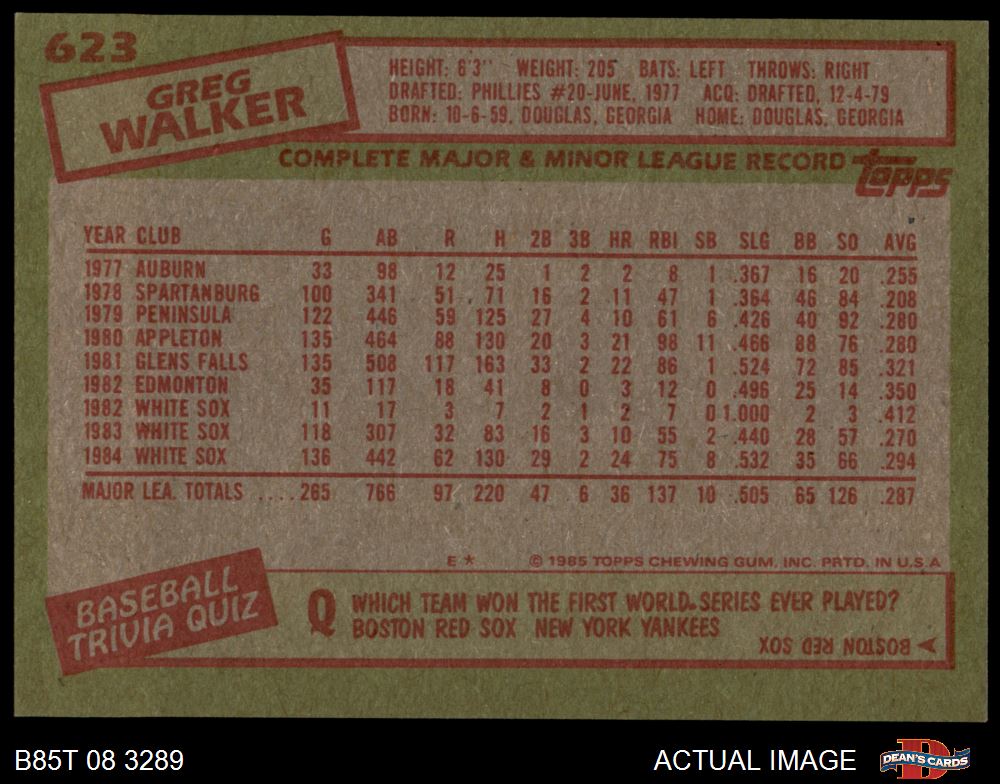 623
GREG
WALKER
HEIGHT: 6'3" WEIGHT: 205 BATS: LEFT THROWS: RIGHT
DRAFTED: PHILLIES #20-JUNE, 1977 ACQ: DRAFTED, 12-4-79
BORN: 10-6-59, DOUGLAS, GEORGIA HOME: DOUGLAS, GEORGIA
COMPLETE MAJOR & MINOR LEAGUE RECORD
topps
YEAR CLUB G AB R H 2B 3B HR RBI SB SLG BB SO AVG
1977 AUBURN 33 98 12 25 1 2 2 8 1 .367 16 20 .255
1978 SPARTANBURG 100 341 51 71 16 2 11 47 1 .364 46 84 .208
1979 PENINSULA 122 446 59 125 27 4 10 61 6 .426 40 92 .280
1980 APPLETON 135 464 88 130 20 3 21 98 11 .466 88 76 .280
1981 GLENS FALLS 135 508 117 163 33 2 22 86 1 .524 72 85 .321
1982 EDMONTON 35 117 18 41 8 0 3 12 0 .496 25 14 .350
1982 WHITE SOX 11 17 3 7 2 1 2 7 0 1.000 2 3 .412
1983 WHITE SOX 118 307 32 83 16 3 10 55 2 .440 28 57 .270
1984 WHITE SOX 136 442 62 130 29 2 24 75 8 .532 35 66 .294
MAJOR LEA. TOTALS ....265 766 97 220 47 6 36 137 10 .505 65 126 .287
E* © 1985 TOPPS CHEWING GUM, INC. PRTD. IN U.S.A
BASEBALL
TRIVIA QUIZ
Q WHICH TEAM WON THE FIRST WORLD SERIES EVER PLAYED?
BOSTON RED SOX NEW YORK YANKEES
BOSTON RED SOX
B85T 08 3289
ACTUAL IMAGE
DEAN'S CARDS